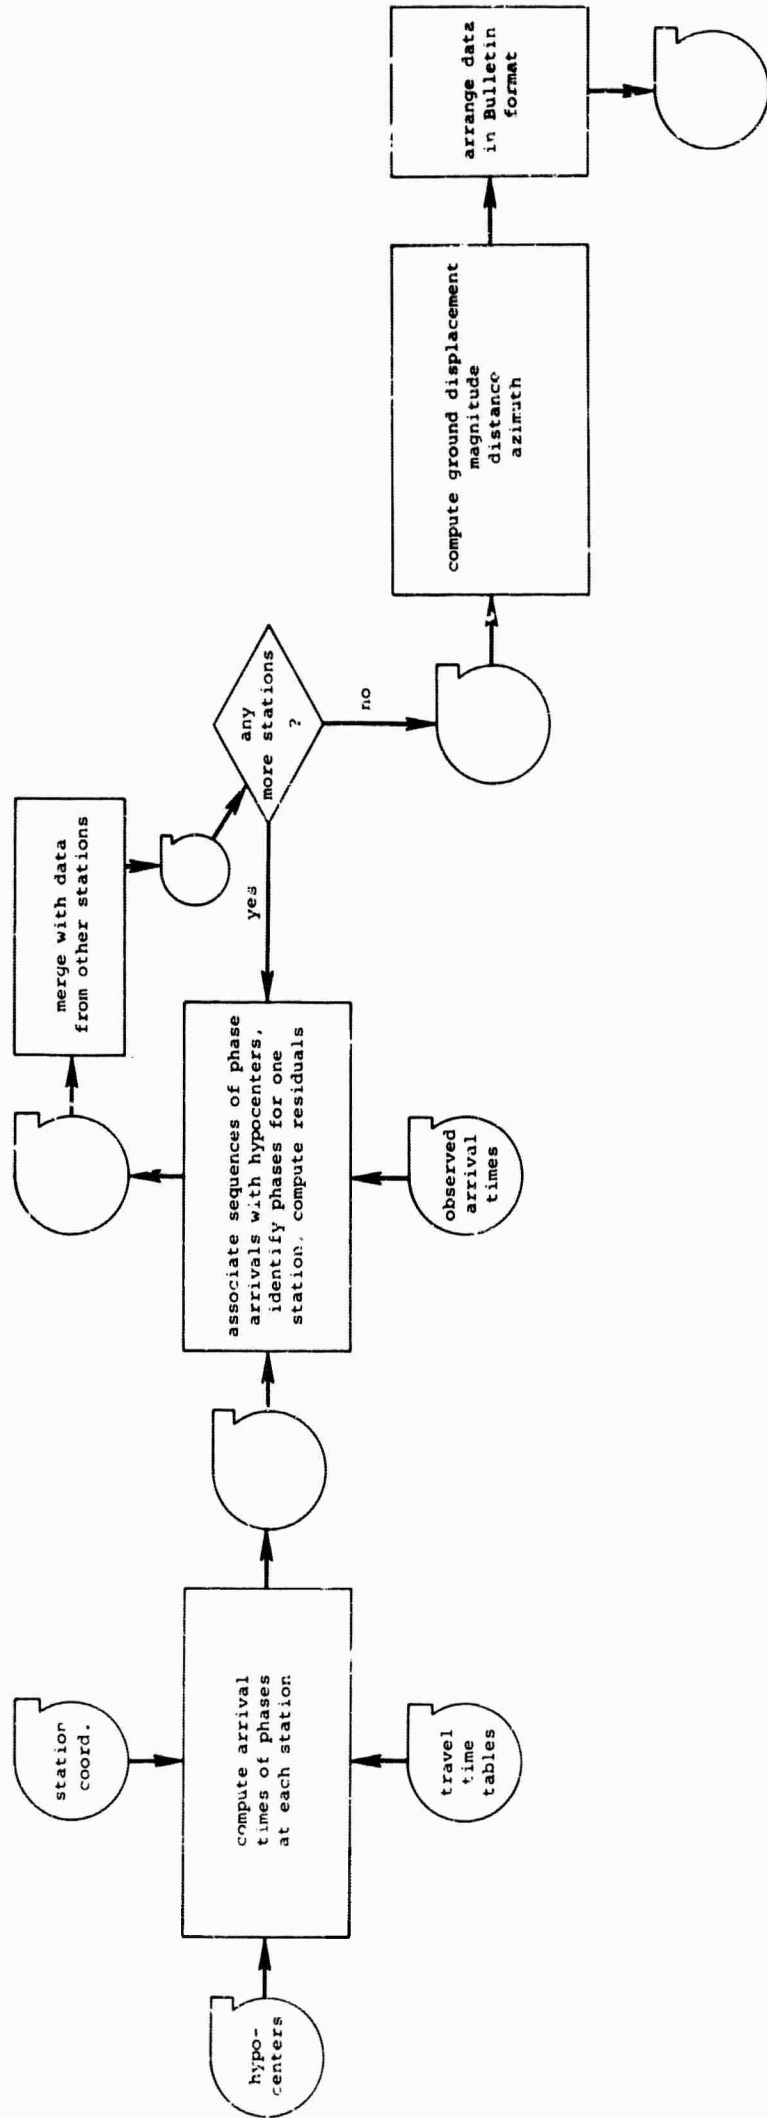 hypo-
centers
station
coord.
compute arrival
times of phases
at each station
travel
time
tables
associate sequences of phase
arrivals with hypocenters,
identify phases for one
station, compute residuals
observed
arrival
times
merge with data
from other stations
any
more stations
?
yes
no
compute ground displacement
magnitude
distance
azimuth
arrange data
in Bulletin
format